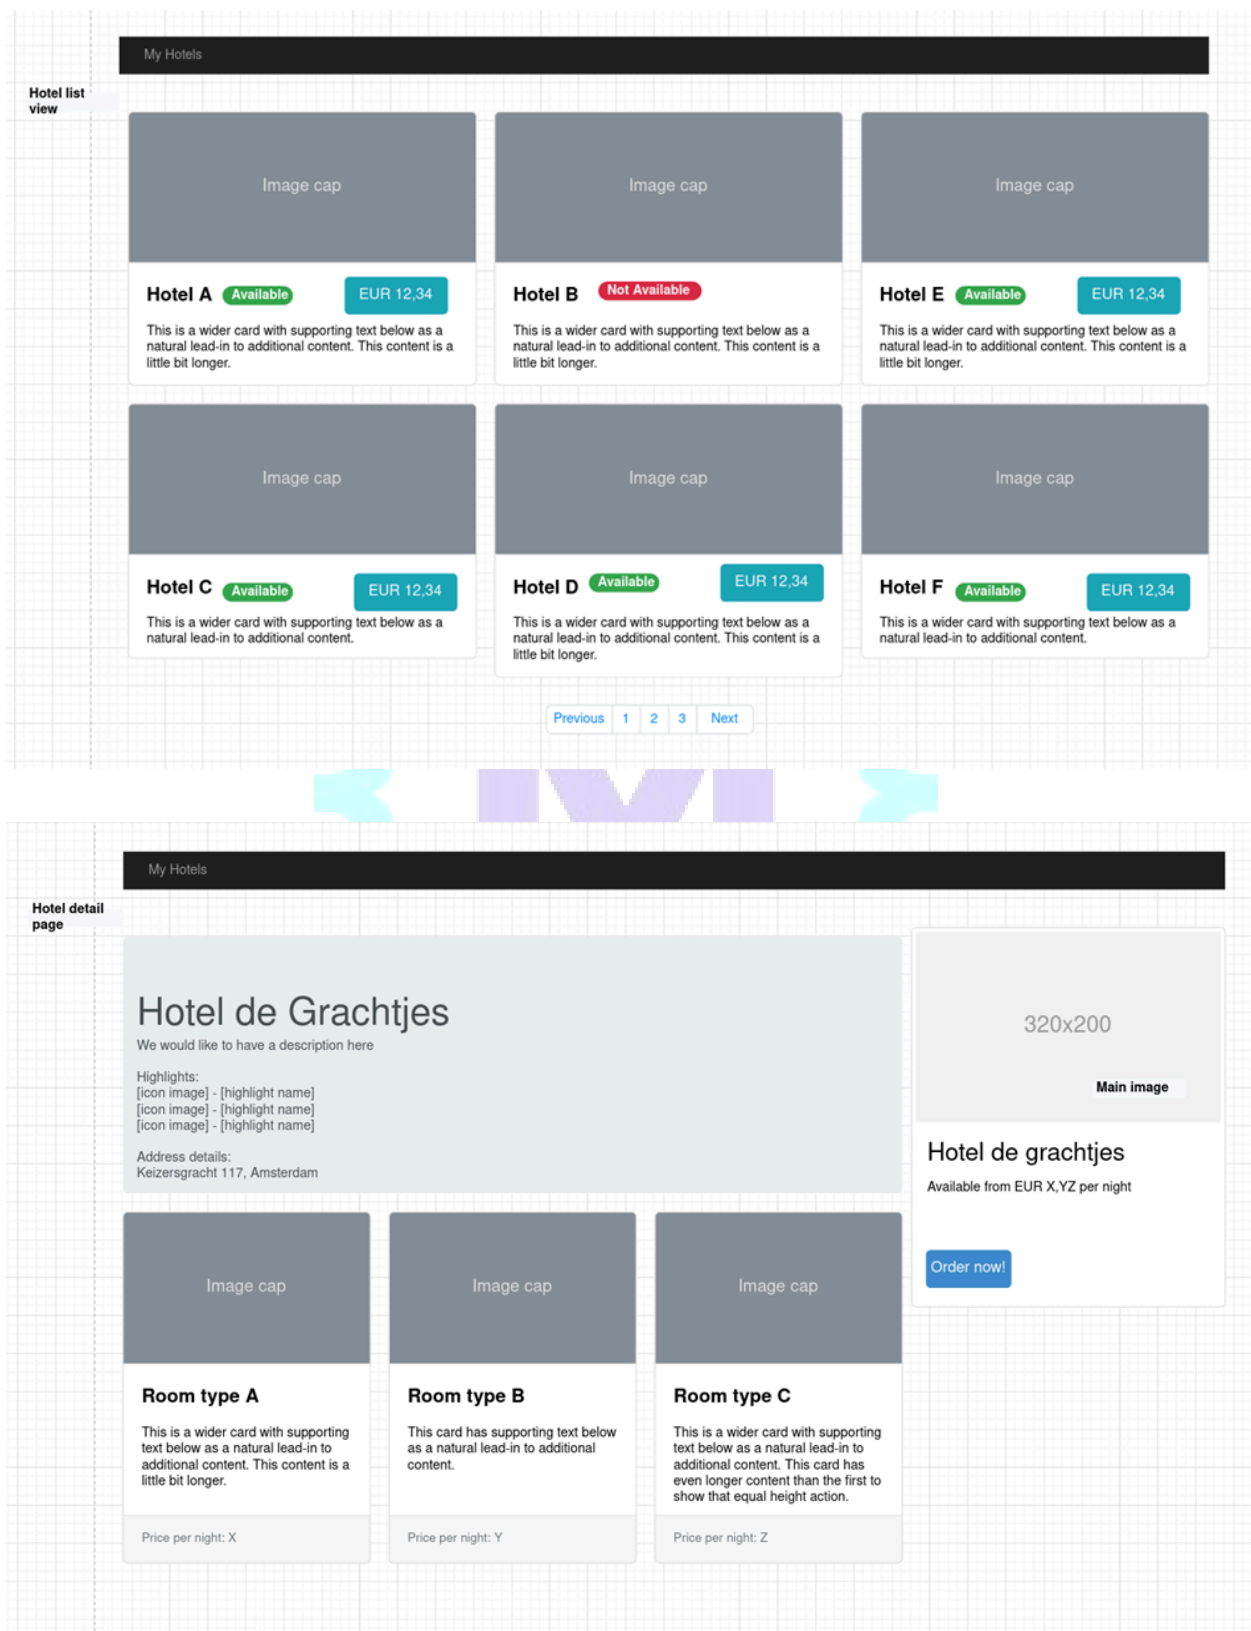 My Hotels
Hotel list
view
Image cap
Image cap
Image cap
Hotel A Available EUR 12,34
This is a wider card with supporting text below as a
natural lead-in to additional content. This content is a
little bit longer.
Hotel B Not Available
This is a wider card with supporting text below as a
natural lead-in to additional content. This content is a
little bit longer.
Hotel E Available EUR 12,34
This is a wider card with supporting text below as a
natural lead-in to additional content. This content is a
little bit longer.
Image cap
Image cap
Image cap
Hotel C Available EUR 12,34
This is a wider card with supporting text below as a
natural lead-in to additional content.
Hotel D Available EUR 12,34
This is a wider card with supporting text below as a
natural lead-in to additional content. This content is a
little bit longer.
Hotel F Available EUR 12,34
This is a wider card with supporting text below as a
natural lead-in to additional content.
Previous 1 2 3 Next
My Hotels
Hotel detail
page
Hotel de Grachtjes
We would like to have a description here
Highlights:
[icon image] - [highlight name]
[icon image] - [highlight name]
[icon image] - [highlight name]
Address details:
Keizersgracht 117, Amsterdam
320x200
Main image
Hotel de grachtjes
Available from EUR X,YZ per night
Order now!
Image cap
Image cap
Image cap
Room type A
This is a wider card with supporting
text below as a natural lead-in to
additional content. This content is a
little bit longer.
Price per night: X
Room type B
This card has supporting text below
as a natural lead-in to additional
content.
Price per night: Y
Room type C
This is a wider card with supporting
text below as a natural lead-in to
additional content. This card has
even longer content than the first to
show that equal height action.
Price per night: Z